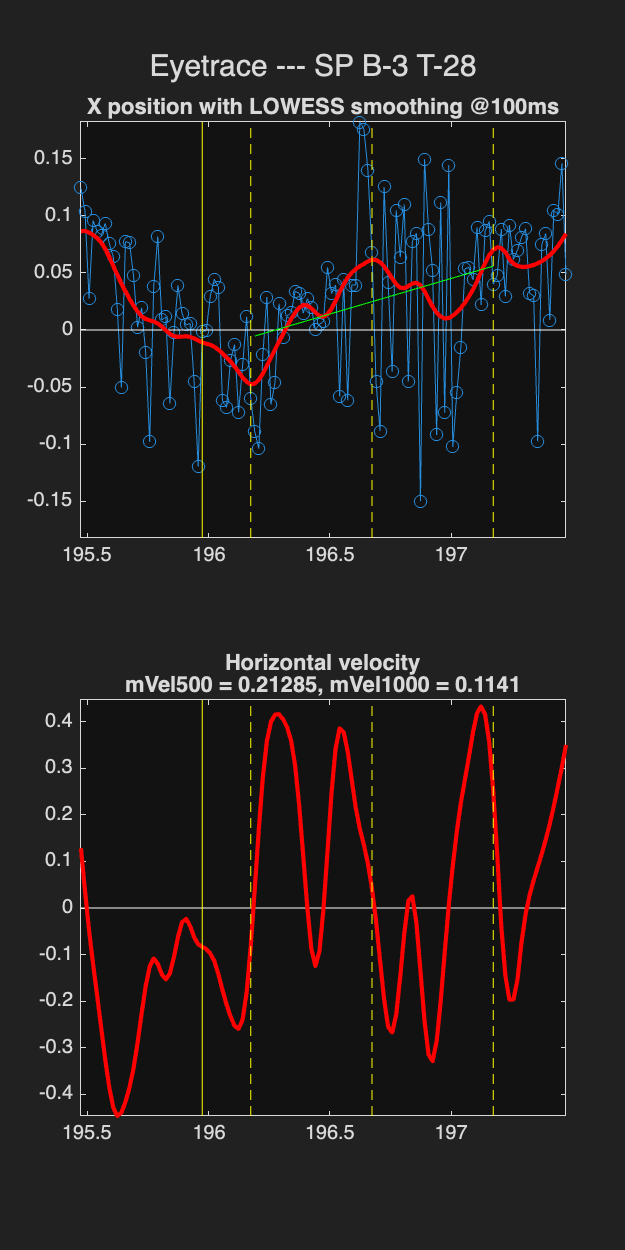 Eyetrace --- SP B-3 T-28
X position with LOWESS smoothing @100ms
0.15
0.1
0.05
0
-0.05
-0.1
-0.15
195.5 196 196.5 197
Horizontal velocity
mVel500 = 0.21285, mVel1000 = 0.1141
0.4
0.3
0.2
0.1
0
-0.1
-0.2
-0.3
-0.4
195.5 196 196.5 197